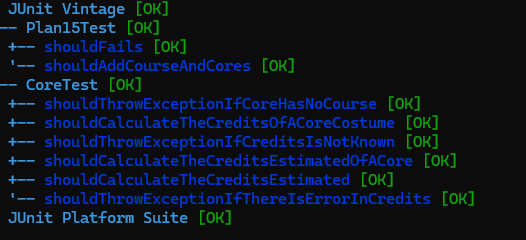 JUnit Vintage [OK]
-- Plan15Test [OK]
+-- shouldFails [OK]
'-- shouldAddCourseAndCores [OK]
-- CoreTest [OK]
+-- shouldThrowExceptionIfCoreHasNoCourse [OK]
+-- shouldCalculateTheCreditsOfACoreCostume [OK]
+-- shouldThrowExceptionIfCreditsIsNotKnown [OK]
+-- shouldCalculateTheCreditsEstimatedOfACore [OK]
+-- shouldCalculateTheCreditsEstimated [OK]
'-- shouldThrowExceptionIfThereIsErrorInCredits [OK]
JUnit Platform Suite [OK]